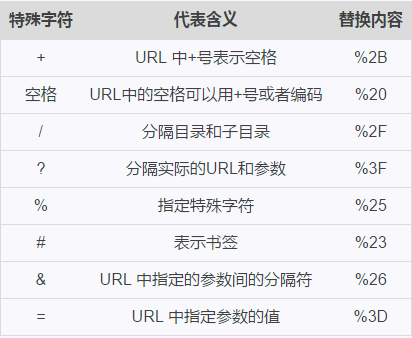 特殊字符 代表含义 替换内容
+ URL 中+号表示空格 %2B
空格 URL中的空格可以用+号或者编码 %20
/ 分隔目录和子目录 %2F
? 分隔实际的URL和参数 %3F
% 指定特殊字符 %25
# 表示书签 %23
& URL 中指定的参数间的分隔符 %26
= URL 中指定参数的值 %3D